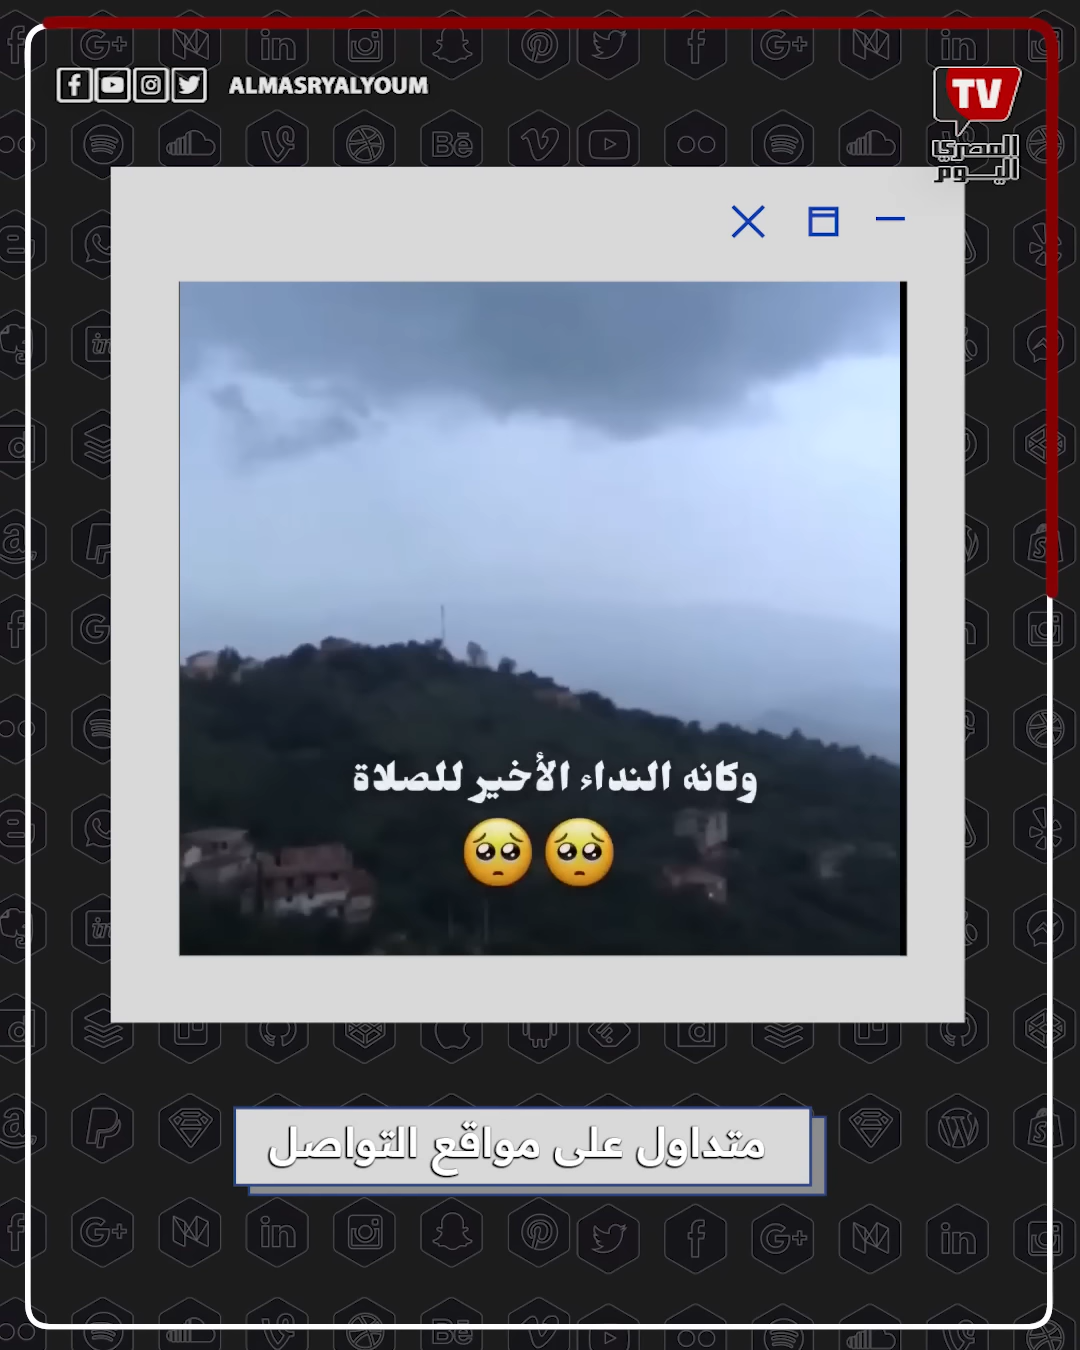 ALMASRYALYOUM
TV
المصري
اليوم
وكانه النداء الأخير للصلاة
متداول على مواقع التواصل